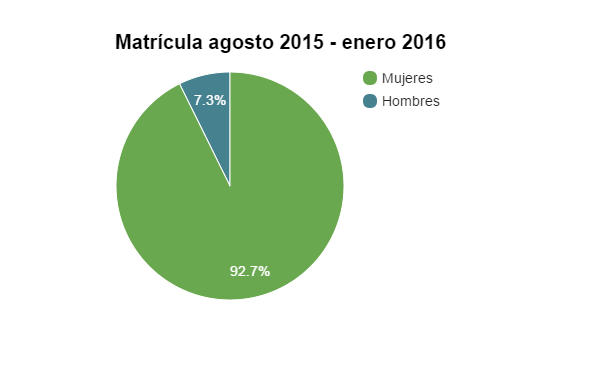 Matrícula agosto 2015 - enero 2016
Mujeres
Hombres
7.3%
92.7%